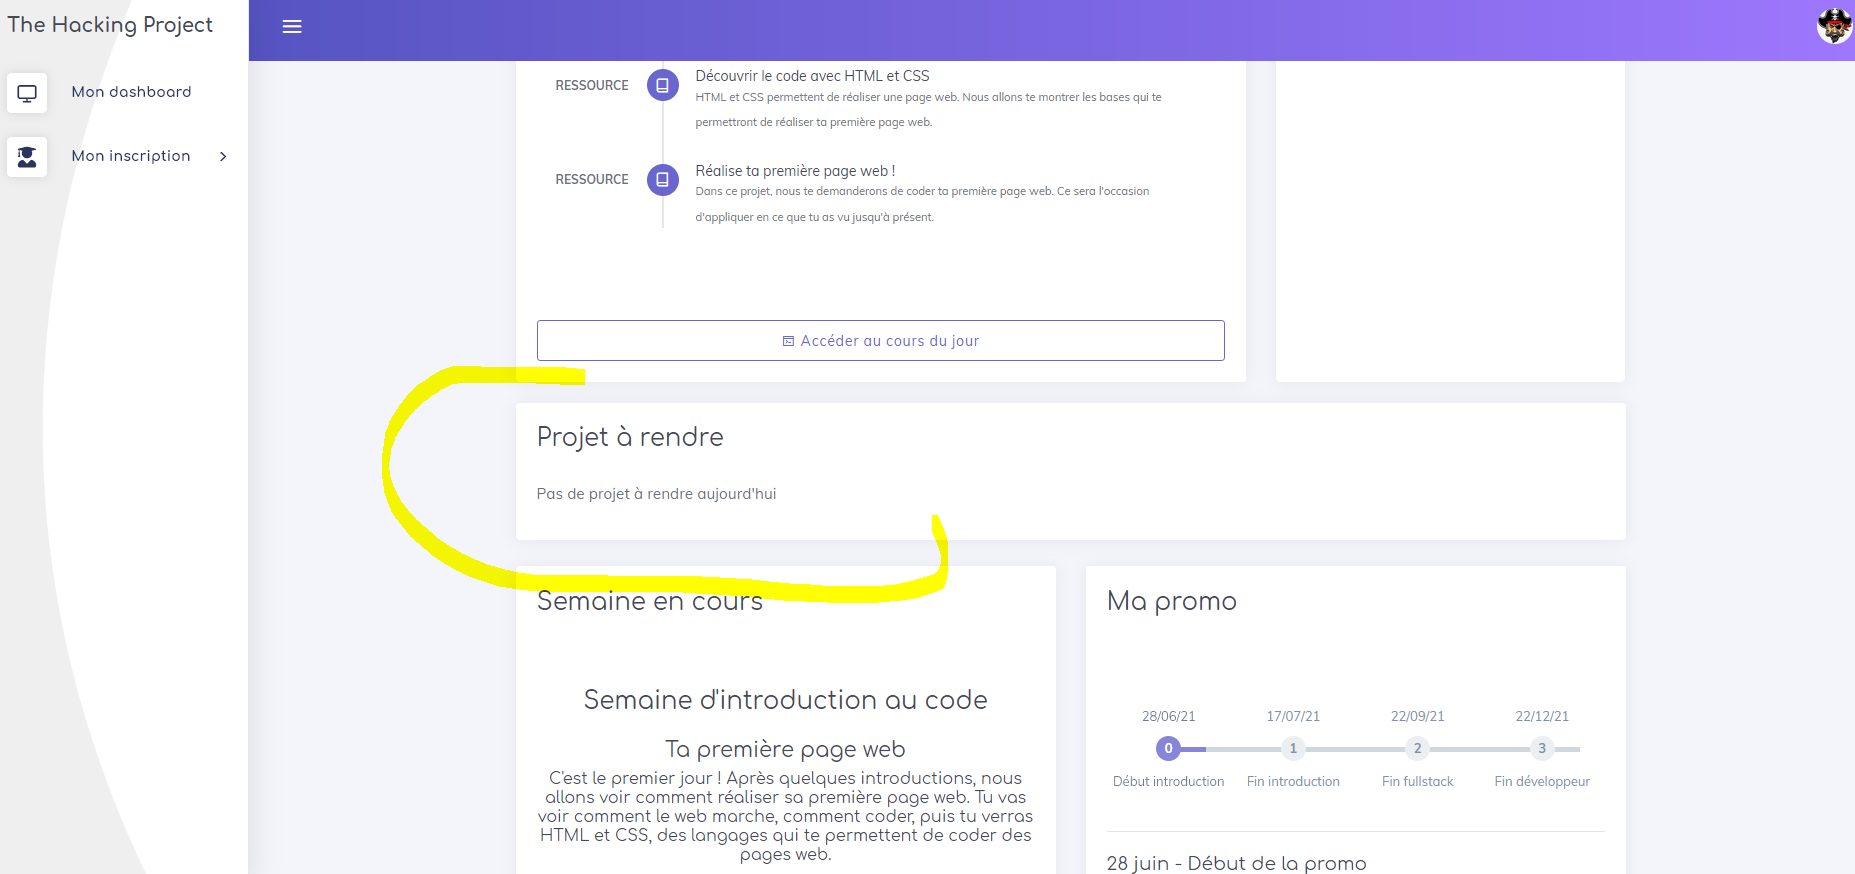 The Hacking Project
Mon dashboard
Mon inscription
RESSOURCE
Découvrir le code avec HTML et CSS
HTML et CSS permettent de réaliser une page web. Nous allons te montrer les bases qui te
permettront de réaliser ta première page web.
RESSOURCE
Réalise ta première page web !
Dans ce projet, nous te demanderons de coder ta première page web. Ce sera l'occasion
d'appliquer en ce que tu as vu jusqu'à présent.
Accéder au cours du jour
Projet à rendre
Pas de projet à rendre aujourd'hui
Semaine en cours
Semaine d'introduction au code
Ta première page web
C'est le premier jour ! Après quelques introductions, nous
allons voir comment réaliser sa première page web. Tu vas
voir comment le web marche, comment coder, puis tu verras
HTML et CSS, des langages qui te permettent de coder des
pages web.
Ma promo
28/06/21 17/07/21 22/09/21 22/12/21
0 1 2 3
Début introduction Fin introduction Fin fullstack Fin développeur
28 juin - Début de la promo